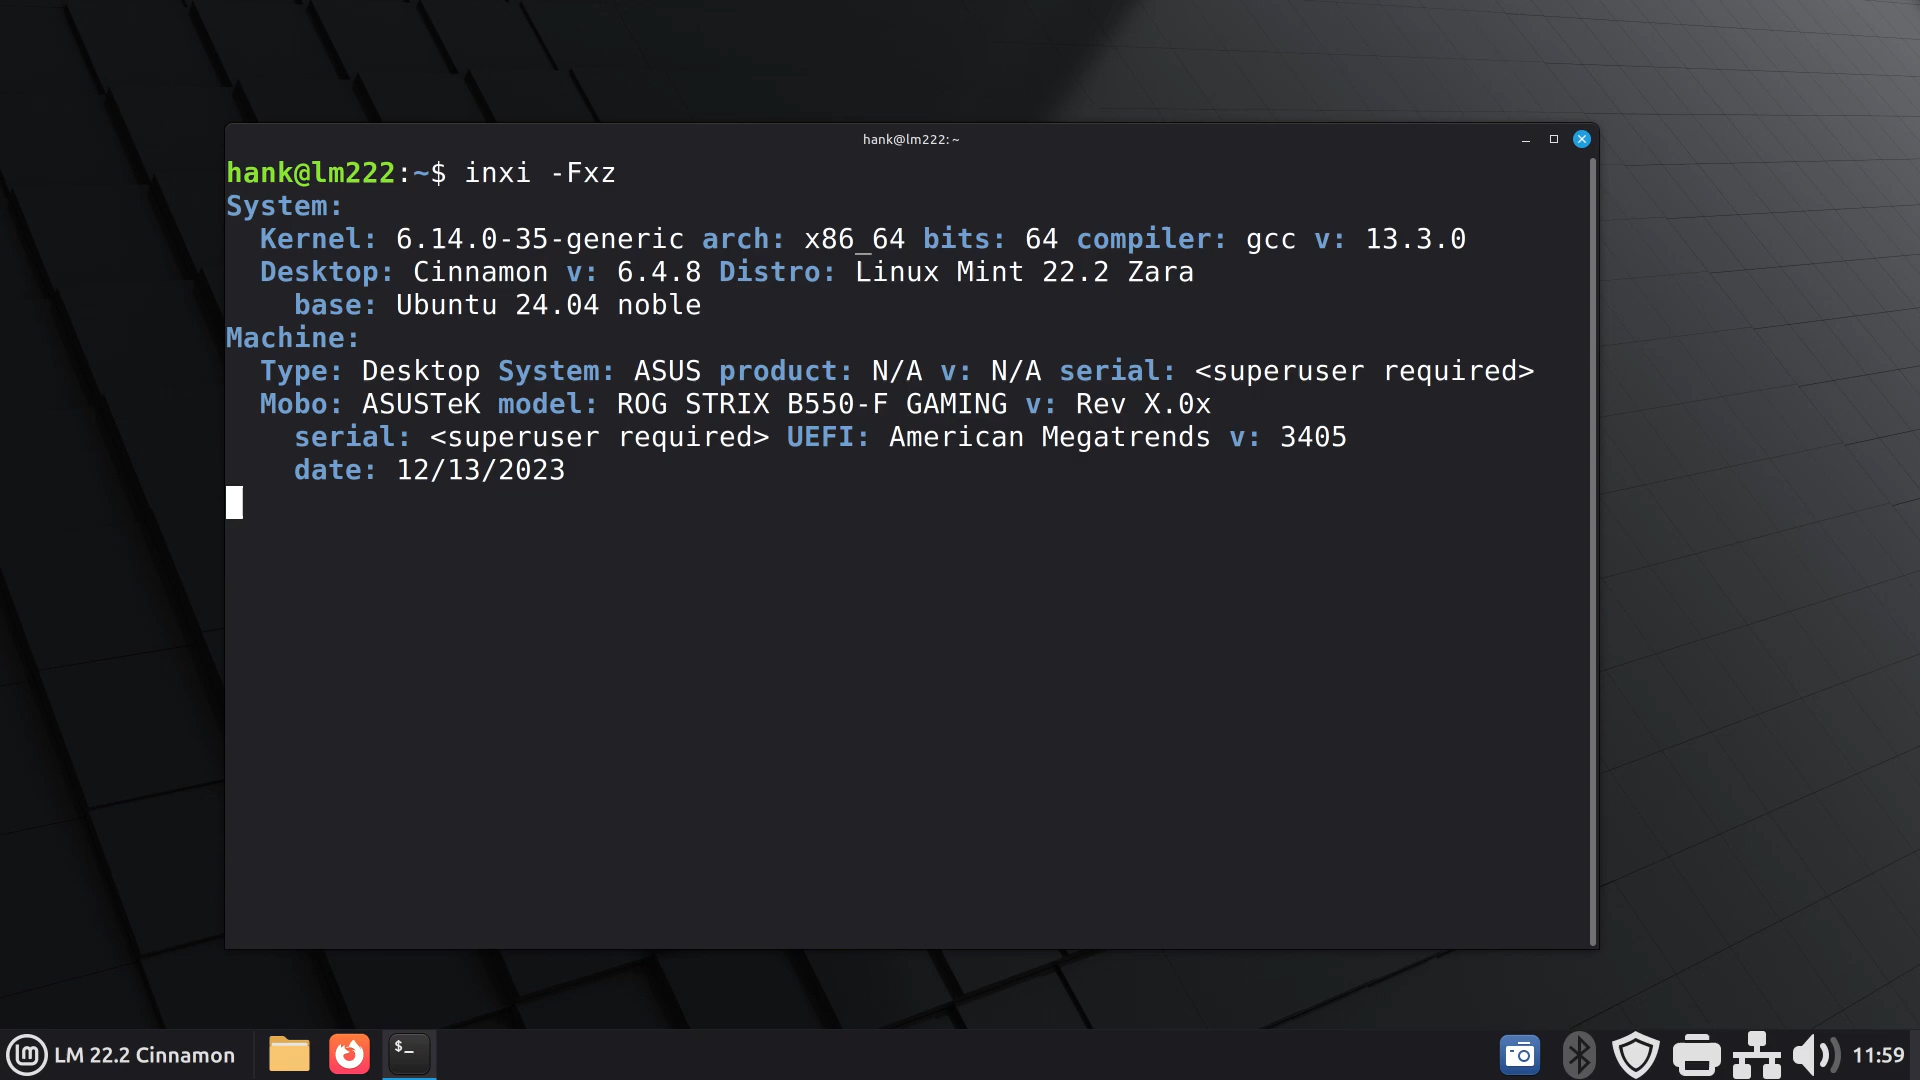 hank@lm222: ~
hank@lm222:~$ inxi -Fxz
System:
  Kernel: 6.14.0-35-generic arch: x86_64 bits: 64 compiler: gcc v: 13.3.0
  Desktop: Cinnamon v: 6.4.8 Distro: Linux Mint 22.2 Zara
    base: Ubuntu 24.04 noble
Machine:
  Type: Desktop System: ASUS product: N/A v: N/A serial: <superuser required>
  Mobo: ASUSTeK model: ROG STRIX B550-F GAMING v: Rev X.0x
    serial: <superuser required> UEFI: American Megatrends v: 3405
    date: 12/13/2023
lm LM 22.2 Cinnamon $_ 11:59